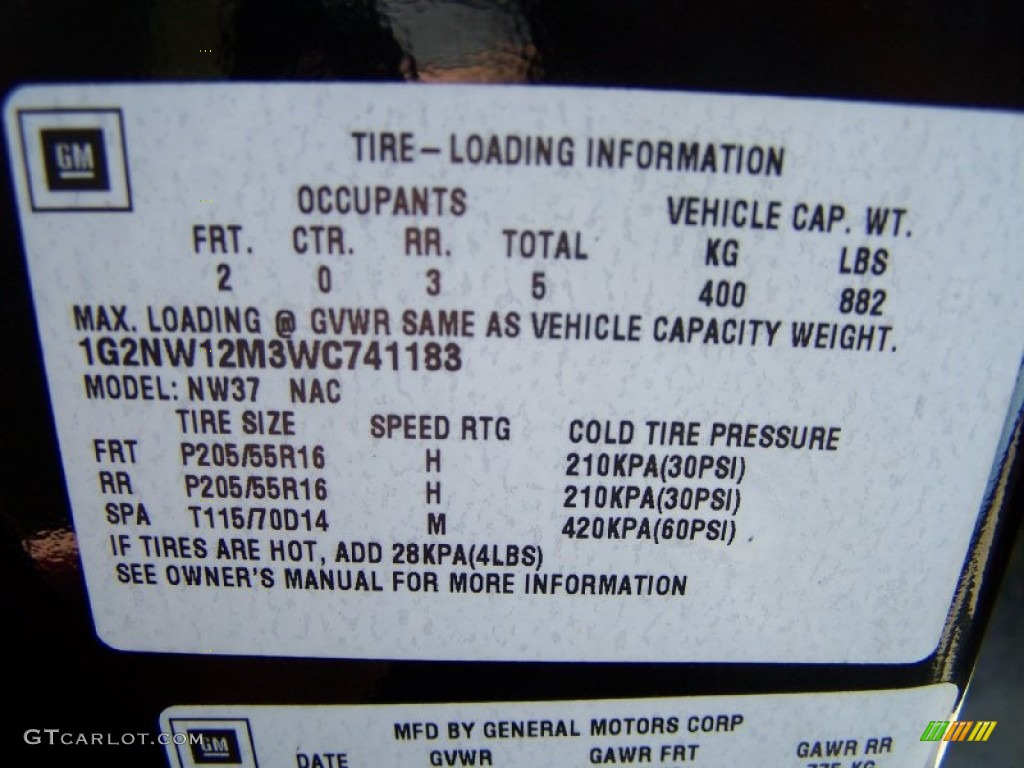 GM
TIRE-LOADING INFORMATION
OCCUPANTS VEHICLE CAP. WT.
FRT. CTR. RR. TOTAL KG LBS
2 0 3 5 400 882
MAX. LOADING @ GVWR SAME AS VEHICLE CAPACITY WEIGHT.
1G2NW12M3WC741183
MODEL: NW37 NAC
TIRE SIZE SPEED RTG COLD TIRE PRESSURE
FRT P205/55R16 H 210KPA(30PSI)
RR P205/55R16 H 210KPA(30PSI)
SPA T115/70D14 M 420KPA(60PSI)
IF TIRES ARE HOT, ADD 28KPA(4LBS)
SEE OWNER'S MANUAL FOR MORE INFORMATION
GM MFD BY GENERAL MOTORS CORP
DATE GVWR GAWR FRT GAWR RR
775 KG
GTCARLOT.COM